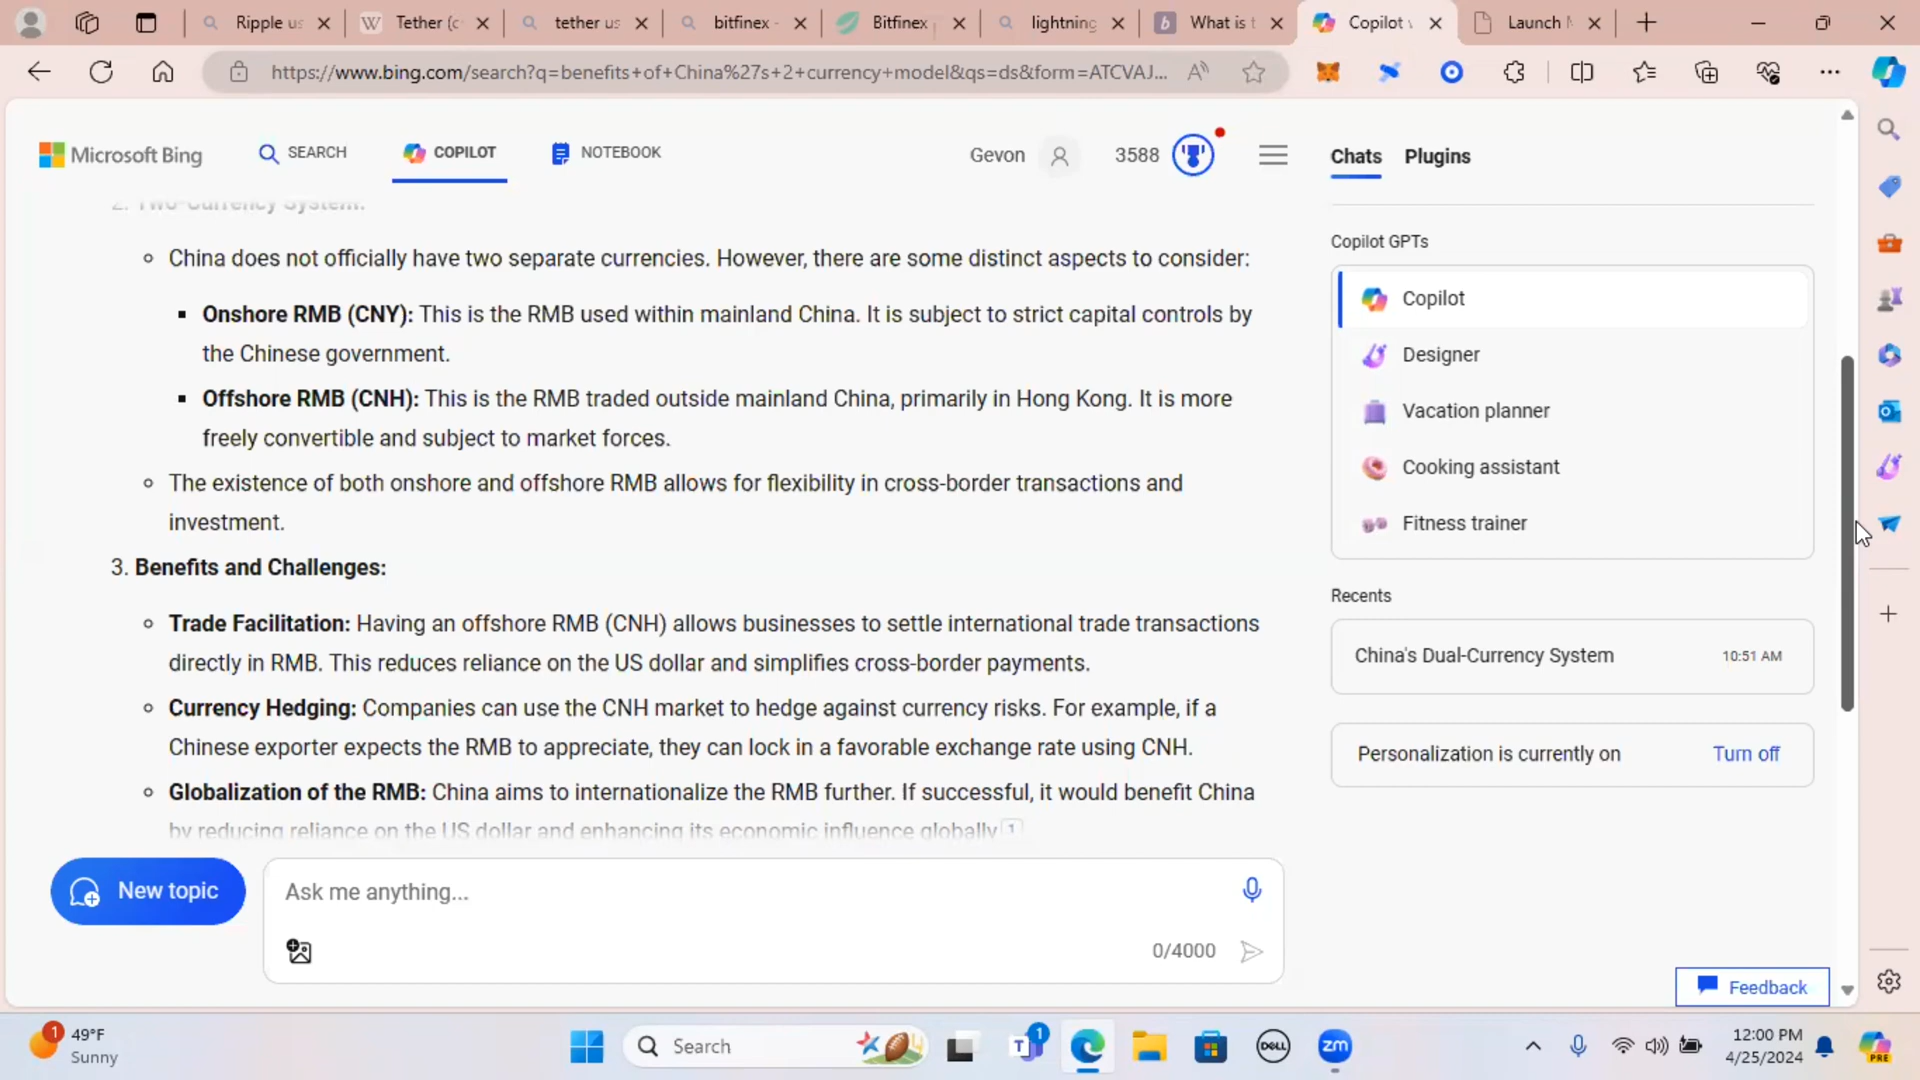 Ripple us
Tether (c
tether us
bitfinex -
Bitfinex
lightning
What is t
Copilot
Launch
https://www.bing.com/search?q=benefits+of+China%27s+2+currency+model&qs=ds&form=ATCVAJ...
Microsoft Bing
SEARCH
COPILOT
NOTEBOOK
Gevon
3588
Chats
Plugins
2. Two-Currency System:
China does not officially have two separate currencies. However, there are some distinct aspects to consider:
Onshore RMB (CNY): This is the RMB used within mainland China. It is subject to strict capital controls by
the Chinese government.
Offshore RMB (CNH): This is the RMB traded outside mainland China, primarily in Hong Kong. It is more
freely convertible and subject to market forces.
The existence of both onshore and offshore RMB allows for flexibility in cross-border transactions and
investment.
3. Benefits and Challenges:
Trade Facilitation: Having an offshore RMB (CNH) allows businesses to settle international trade transactions
directly in RMB. This reduces reliance on the US dollar and simplifies cross-border payments.
Currency Hedging: Companies can use the CNH market to hedge against currency risks. For example, if a
Chinese exporter expects the RMB to appreciate, they can lock in a favorable exchange rate using CNH.
Globalization of the RMB: China aims to internationalize the RMB further. If successful, it would benefit China
by reducing reliance on the US dollar and enhancing its economic influence globally 1
Copilot GPTs
Copilot
Designer
Vacation planner
Cooking assistant
Fitness trainer
Recents
China's Dual-Currency System 10:51 AM
Personalization is currently on Turn off
New topic
Ask me anything...
0/4000
Feedback
1
49°F
Sunny
Search
1
T
DELL
zm
12:00 PM
4/25/2024
PRE